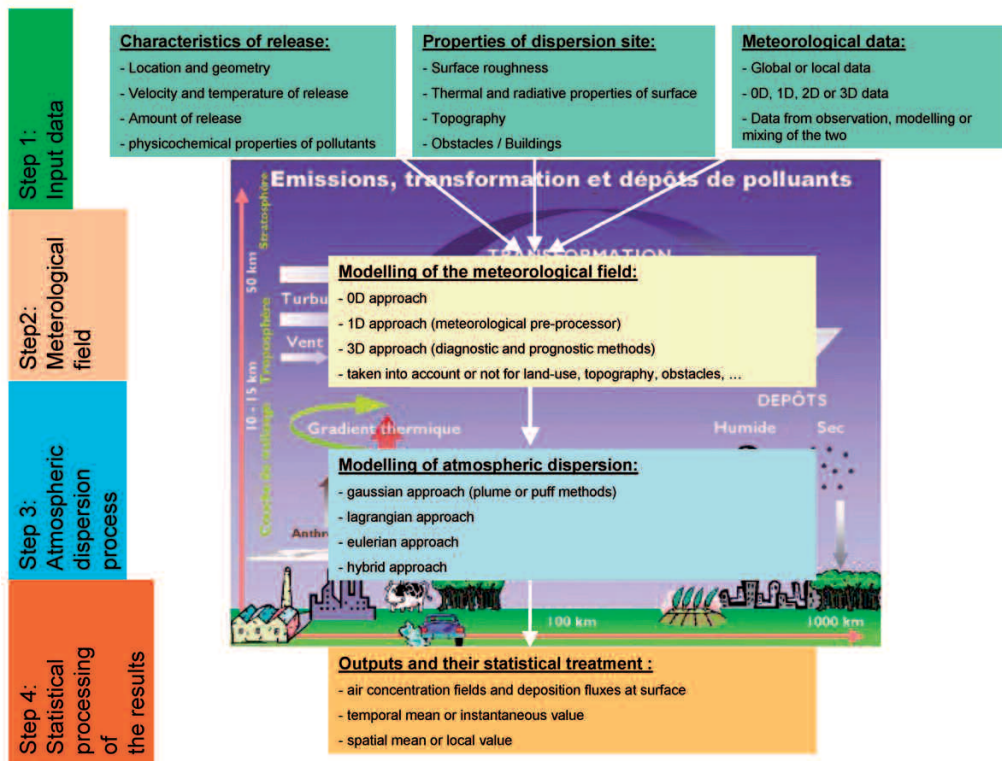 Step 1:
Input data
Characteristics of release:
- Location and geometry
- Velocity and temperature of release
- Amount of release
- physicochemical properties of pollutants
Properties of dispersion site:
- Surface roughness
- Thermal and radiative properties of surface
- Topography
- Obstacles / Buildings
Meteorological data:
- Global or local data
- 0D, 1D, 2D or 3D data
- Data from observation, modelling or
mixing of the two
Emissions, transformation et dépôts de polluants
Stratosphère
50 km
Troposphère
10 - 15 km
TRANSFORMATION
Turbu
Vent
Step2:
Meterological
field
Modelling of the meteorological field:
- 0D approach
- 1D approach (meteorological pre-processor)
- 3D approach (diagnostic and prognostic methods)
- taken into account or not for land-use, topography, obstacles, …
DEPÔTS
Gradient thermique
Humide
Sec
Step 3:
Atmospheric
dispersion
process
Modelling of atmospheric dispersion:
- gaussian approach (plume or puff methods)
- lagrangian approach
- eulerian approach
- hybrid approach
Anthr
100 km
1000 km
Step 4:
Statistical
processing
of
the results
Outputs and their statistical treatment :
- air concentration fields and deposition fluxes at surface
- temporal mean or instantaneous value
- spatial mean or local value